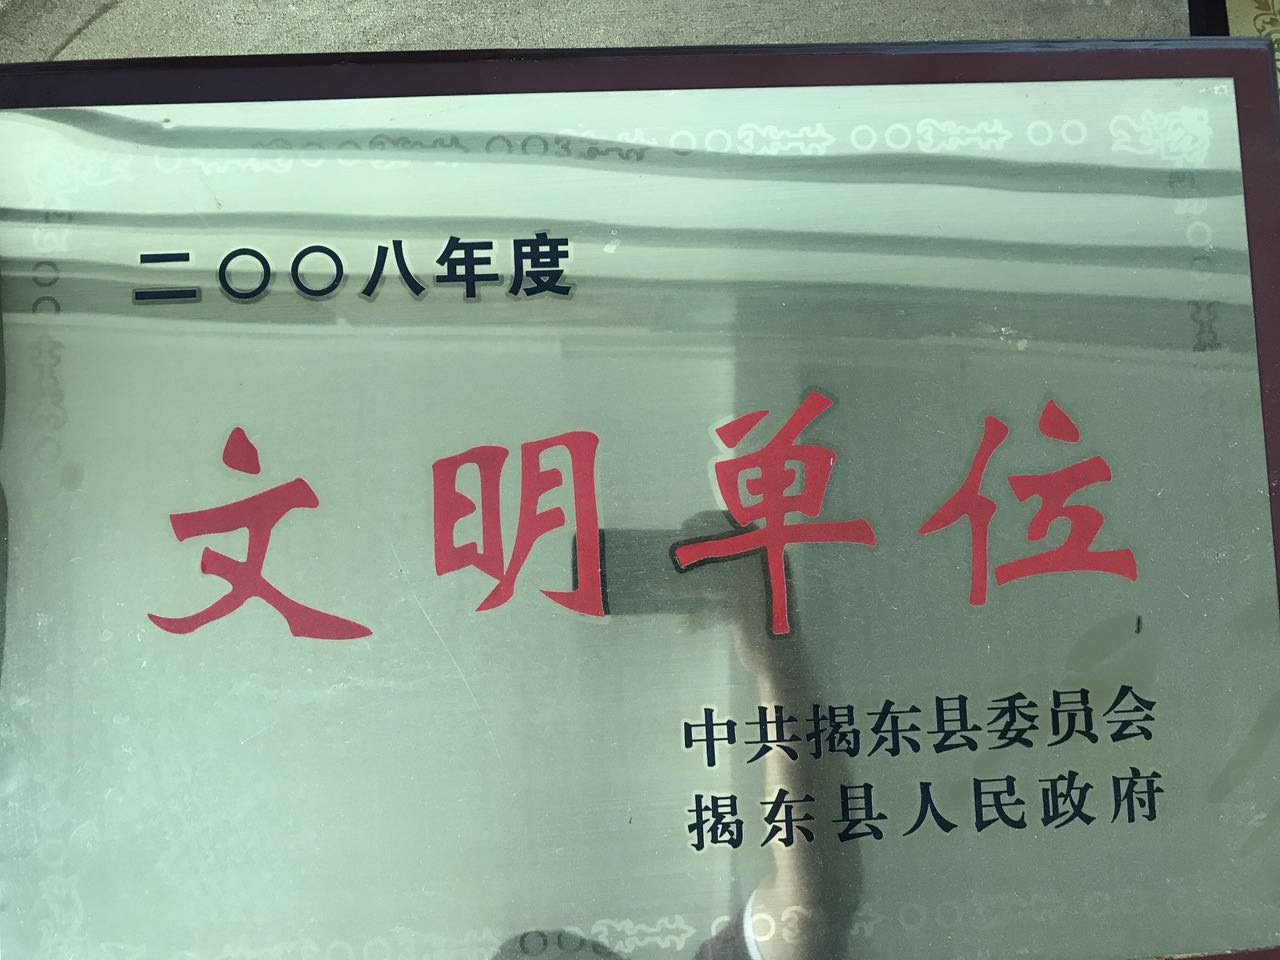 二〇〇八年度
文明单位
中共揭东县委员会
揭东县人民政府